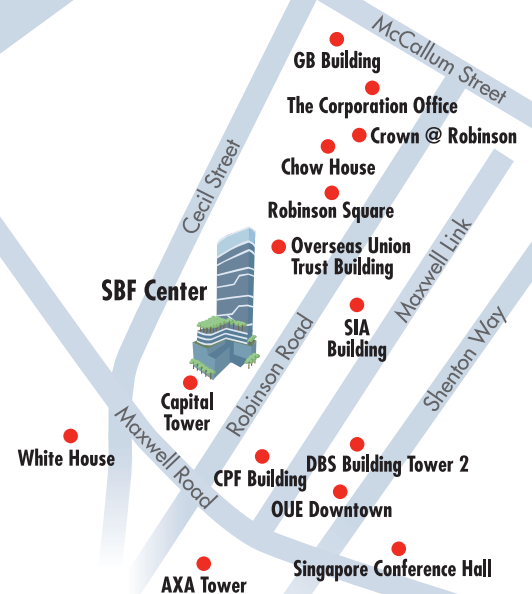 McCallum Street
GB Building
The Corporation Office
Crown @ Robinson
Chow House
Cecil Street
Robinson Square
Overseas Union
Trust Building
Maxwell Link
SBF Center
SIA
Building
Robinson Road
Shenton Way
Capital
Tower
Maxwell Road
White House
CPF Building
DBS Building Tower 2
OUE Downtown
Singapore Conference Hall
AXA Tower